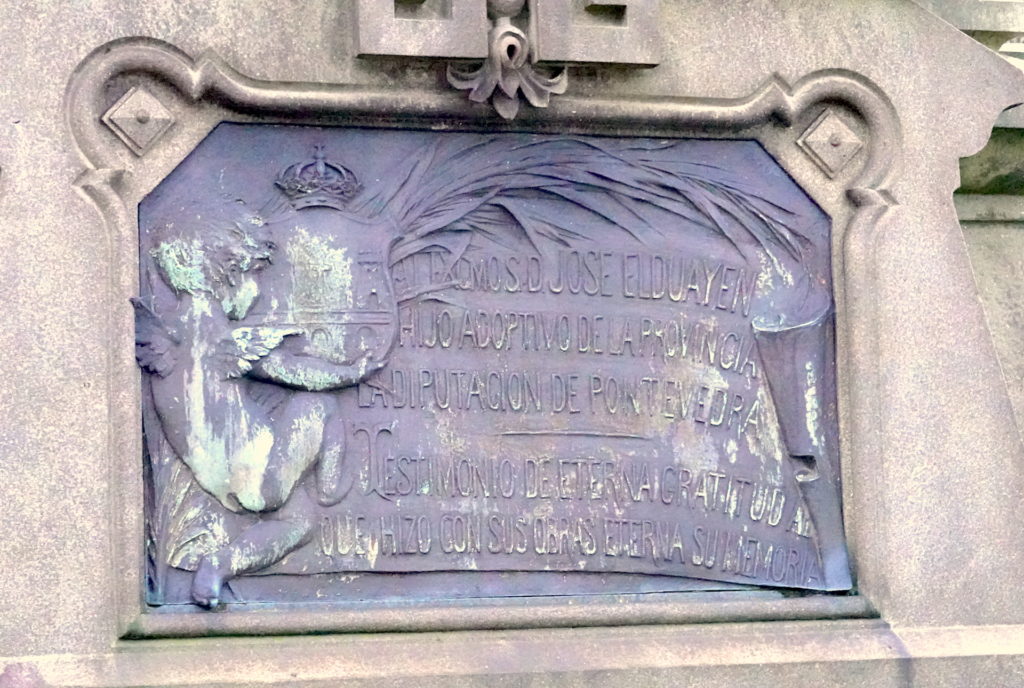 AL EXCMO S. D. JOSE ELDUAYEN
HIJO ADOPTIVO DE LA PROVINCIA
LA DIPUTACION DE PONTEVEDRA
TESTIMONIO DE ETERNA GRATITUD AL
QUE HIZO CON SUS OBRAS ETERNA SU MEMORIA